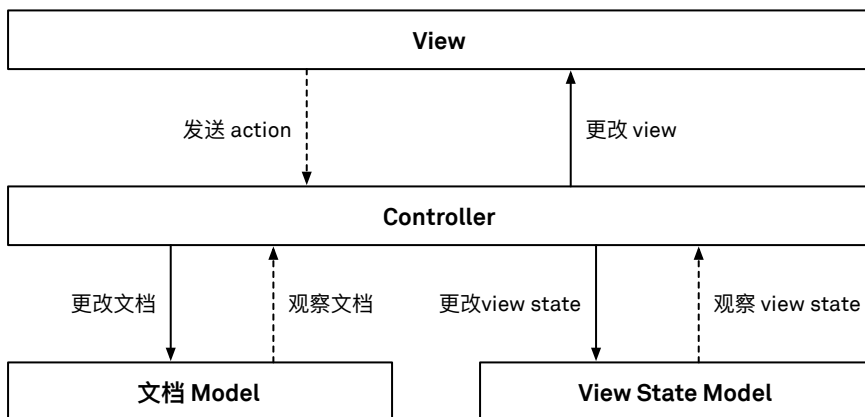 View
发送 action
更改 view
Controller
更改文档
观察文档
更改view state
观察 view state
文档 Model
View State Model